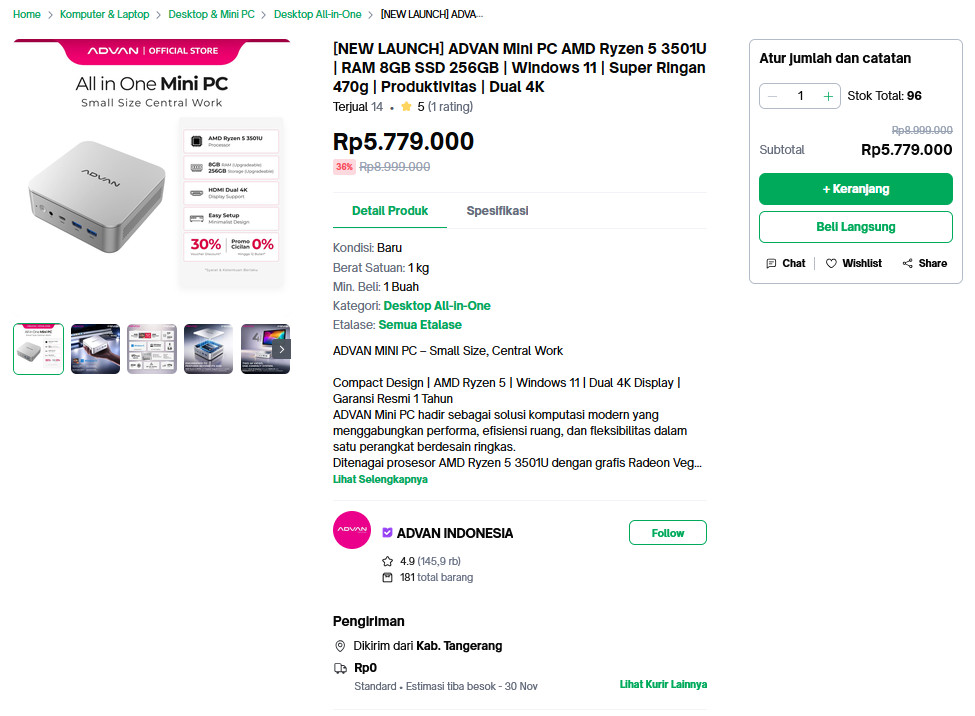 Home > Komputer & Laptop > Desktop & Mini PC > Desktop All-in-One > [NEW LAUNCH] ADVA...
ADVAN | OFFICIAL STORE
All in One Mini PC
Small Size Central Work
ADVAN
AMD Ryzen 5 3501U
Processor
8GB RAM (Upgradeable)
256GB Storage (Upgradeable)
HDMI Dual 4K
Display Support
Easy Setup
Minimalist Design
30%
Promo Cicilan 0%
[NEW LAUNCH] ADVAN Mini PC AMD Ryzen 5 3501U
| RAM 8GB SSD 256GB | Windows 11 | Super Ringan
470g | Produktivitas | Dual 4K
Terjual 14 • 5 (1 rating)
Rp5.779.000
36% Rp8.999.000
Detail Produk Spesifikasi
Kondisi: Baru
Berat Satuan: 1 kg
Min. Beli: 1 Buah
Kategori: Desktop All-in-One
Etalase: Semua Etalase
ADVAN MINI PC – Small Size, Central Work
Compact Design | AMD Ryzen 5 | Windows 11 | Dual 4K Display |
Garansi Resmi 1 Tahun
ADVAN Mini PC hadir sebagai solusi komputasi modern yang
menggabungkan performa, efisiensi ruang, dan fleksibilitas dalam
satu perangkat berdesain ringkas.
Ditenagai prosesor AMD Ryzen 5 3501U dengan grafis Radeon Veg...
Lihat Selengkapnya
ADVAN
ADVAN INDONESIA
Follow
4.9 (145,9 rb)
181 total barang
Pengiriman
Dikirim dari Kab. Tangerang
Rp0
Standard • Estimasi tiba besok - 30 Nov
Lihat Kurir Lainnya
Atur jumlah dan catatan
− 1 + Stok Total: 96
Rp8.999.000
Subtotal Rp5.779.000
+ Keranjang
Beli Langsung
Chat | Wishlist Share